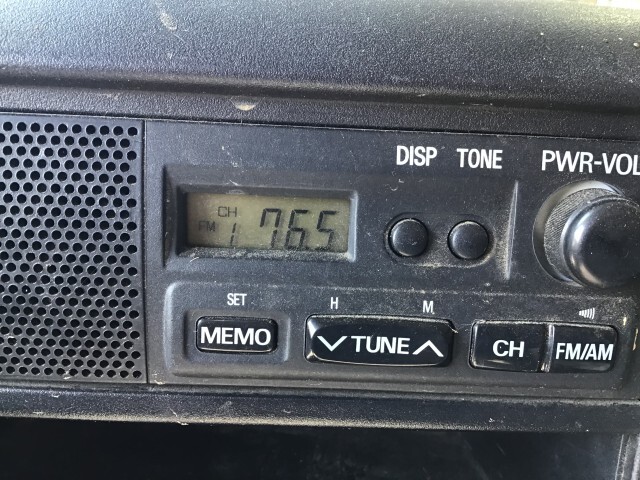 DISP TONE PWR-VOL
CH
FM 1 76.5
SET H M
MEMO TUNE CH FM/AM